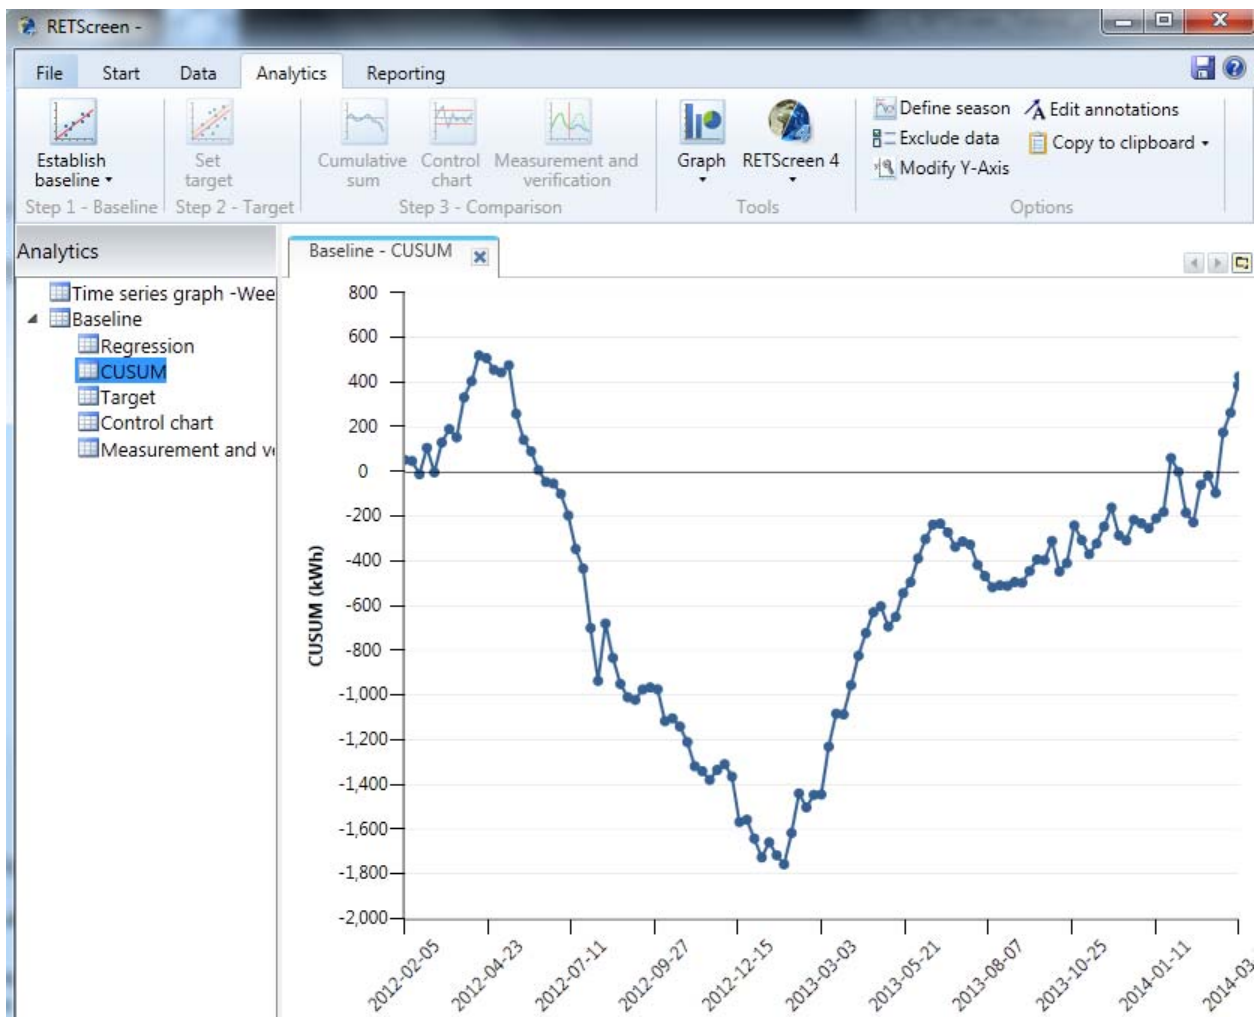 RETScreen -
File Start Data Analytics Reporting
Establish baseline
Set target
Cumulative sum
Control chart
Measurement and verification
Graph
RETScreen 4
Define season
Exclude data
Modify Y-Axis
Edit annotations
Copy to clipboard
Step 1 - Baseline
Step 2 - Target
Step 3 - Comparison
Tools
Options
Analytics
Time series graph -Wee
Baseline
Regression
CUSUM
Target
Control chart
Measurement and ve
Baseline - CUSUM
800
600
400
200
0
-200
-400
-600
-800
-1,000
-1,200
-1,400
-1,600
-1,800
-2,000
CUSUM (kWh)
2012-02-05
2012-04-23
2012-07-11
2012-09-27
2012-12-15
2013-03-03
2013-05-21
2013-08-07
2013-10-25
2014-01-11
2014-03